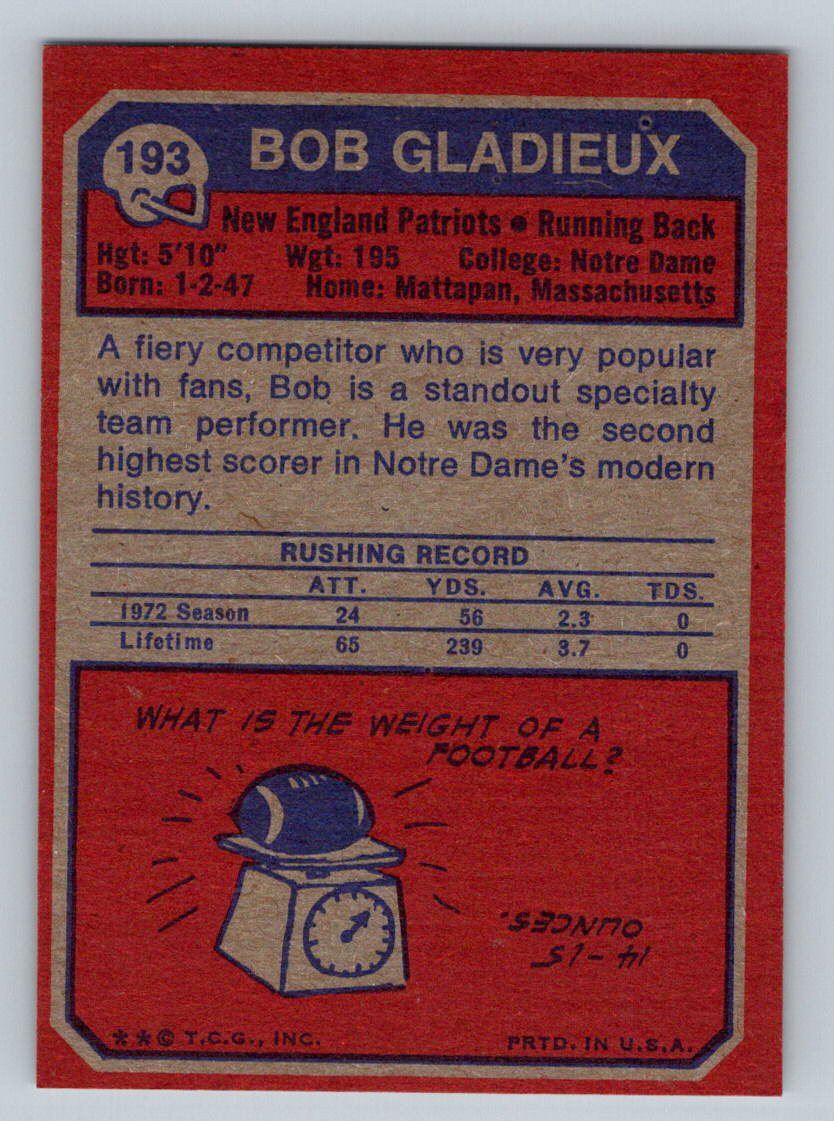 193
BOB GLADIEUX
New England Patriots • Running Back
Hgt: 5'10" Wgt: 195 College: Notre Dame
Born: 1-2-47 Home: Mattapan, Massachusetts
A fiery competitor who is very popular
with fans, Bob is a standout specialty
team performer. He was the second
highest scorer in Notre Dame's modern
history.
RUSHING RECORD
ATT. YDS. AVG. TDS.
1972 Season 24 56 2.3 0
Lifetime 65 239 3.7 0
WHAT IS THE WEIGHT OF A
FOOTBALL?
14-15
OUNCES.
**© T.C.G., INC. PRTD. IN U.S.A.